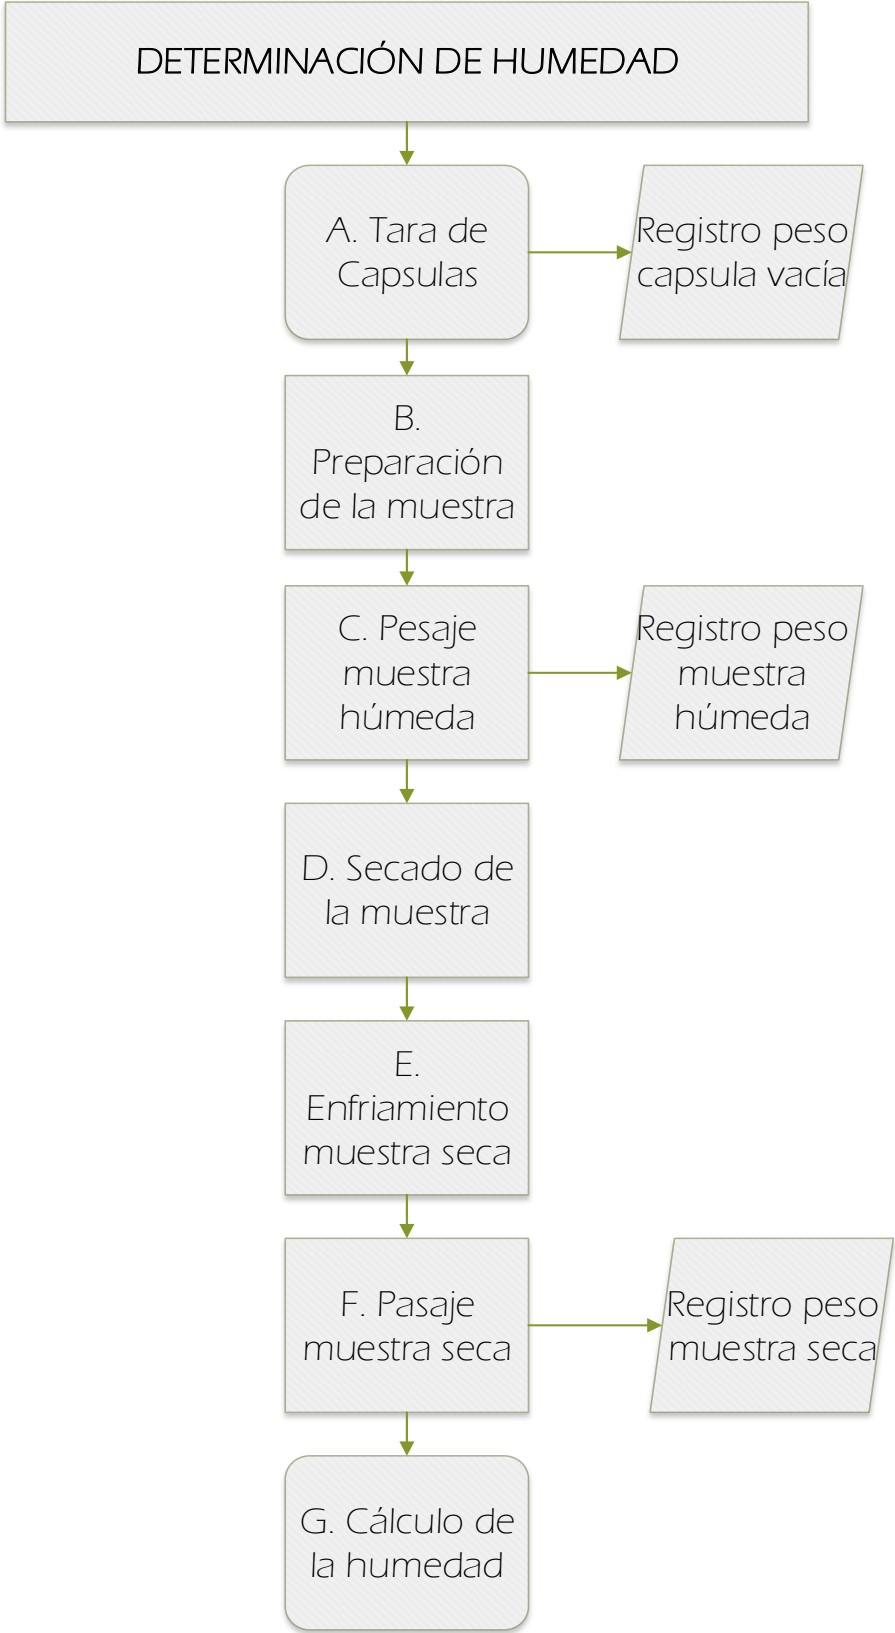 DETERMINACIÓN DE HUMEDAD
A. Tara de
Capsulas
Registro peso
capsula vacía
B.
Preparación
de la muestra
C. Pesaje
muestra
húmeda
Registro peso
muestra
húmeda
D. Secado de
la muestra
E.
Enfriamiento
muestra seca
F. Pasaje
muestra seca
Registro peso
muestra seca
G. Cálculo de
la humedad